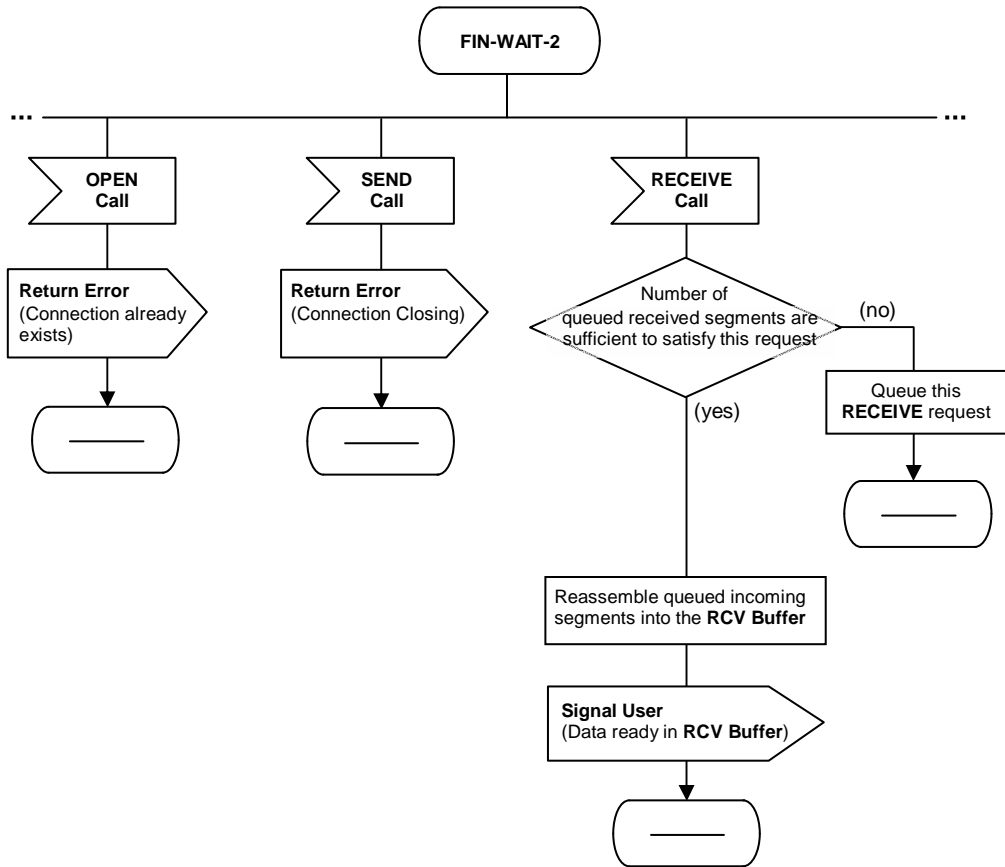 FIN-WAIT-2
...
...
OPEN
Call
SEND
Call
RECEIVE
Call
Return Error
(Connection already
exists)
Return Error
(Connection Closing)
Number of
queued received segments are
sufficient to satisfy this request
(no)
(yes)
Queue this
RECEIVE request
Reassemble queued incoming
segments into the RCV Buffer
Signal User
(Data ready in RCV Buffer)